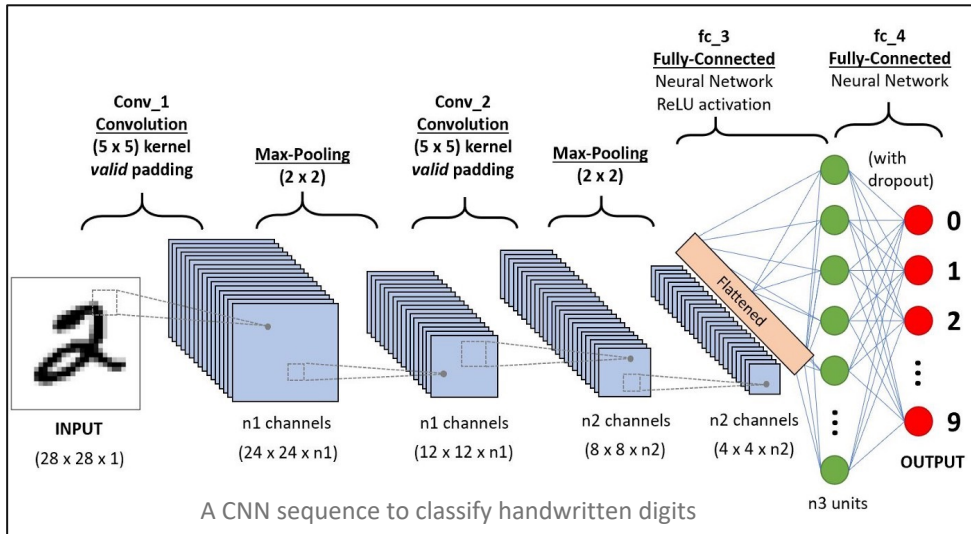 fc_3
Fully-Connected
Neural Network
ReLU activation
fc_4
Fully-Connected
Neural Network
Conv_1
Convolution
(5 x 5) kernel
valid padding
Max-Pooling
(2 x 2)
Conv_2
Convolution
(5 x 5) kernel
valid padding
Max-Pooling
(2 x 2)
(with
dropout)
Flattened
0
1
2
...
9
...
INPUT
(28 x 28 x 1)
n1 channels
(24 x 24 x n1)
n1 channels
(12 x 12 x n1)
n2 channels
(8 x 8 x n2)
n2 channels
(4 x 4 x n2)
OUTPUT
n3 units
2
A CNN sequence to classify handwritten digits